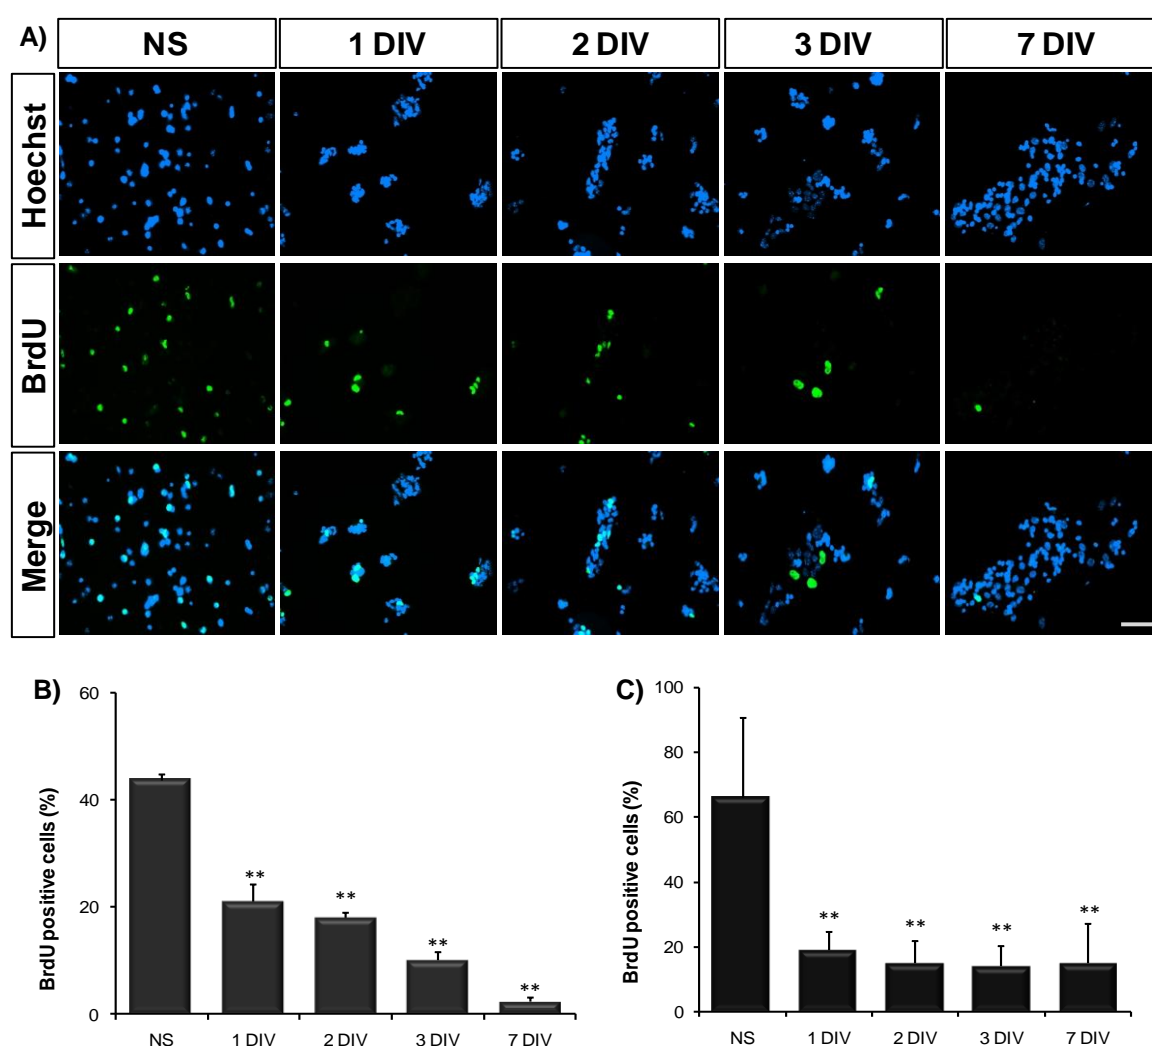 A) NS 1 DIV 2 DIV 3 DIV 7 DIV
Hoechst
BrdU
Merge
B)
BrdU positive cells (%)
60
40
20
0
**
**
**
**
NS 1 DIV 2 DIV 3 DIV 7 DIV
C)
BrdU positive cells (%)
100
80
60
40
20
0
**
**
**
**
NS 1 DIV 2 DIV 3 DIV 7 DIV